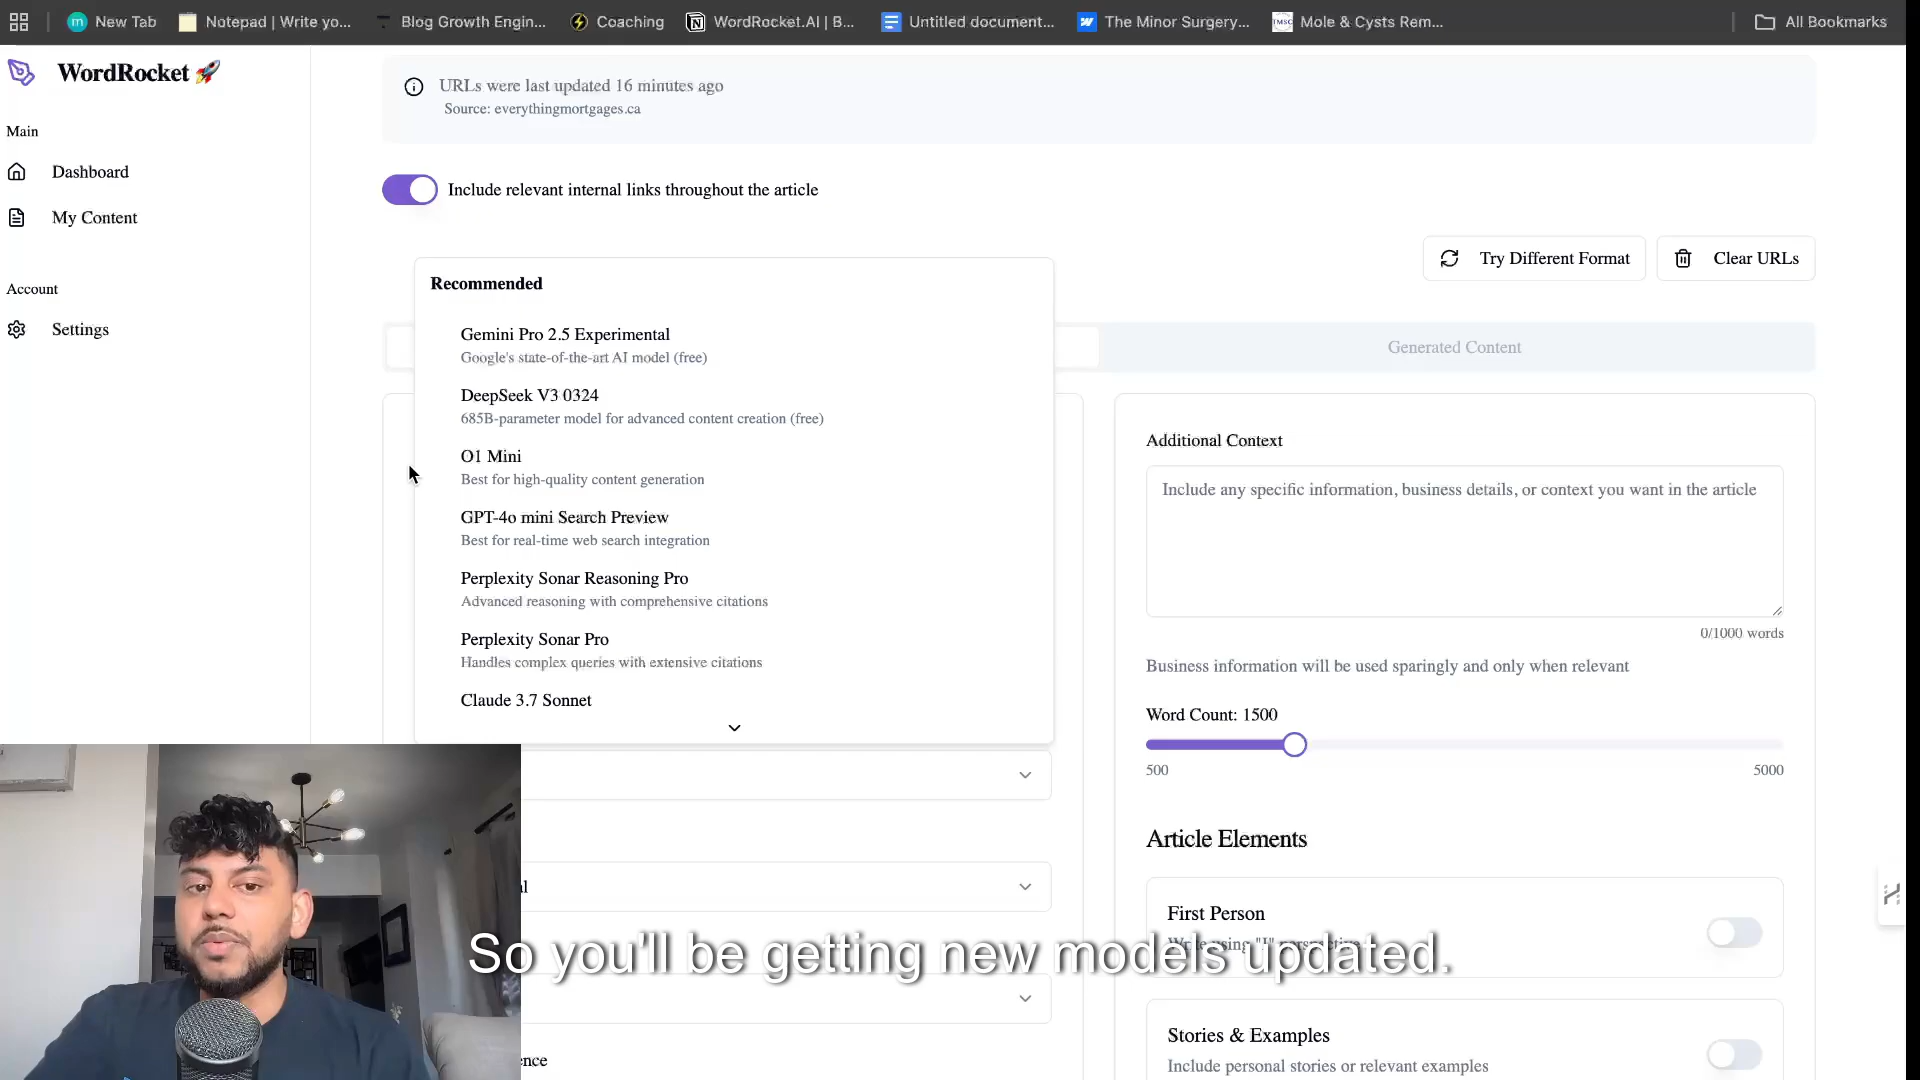 New Tab
Notepad | Write yo...
Blog Growth Engin...
Coaching
WordRocket.AI | B...
Untitled document...
The Minor Surgery...
Mole & Cysts Rem...
All Bookmarks
WordRocket 🚀
Main
Dashboard
My Content
Account
Settings
URLs were last updated 16 minutes ago
Source: everythingmortgages.ca
Include relevant internal links throughout the article
Try Different Format
Clear URLs
Recommended
Gemini Pro 2.5 Experimental
Google's state-of-the-art AI model (free)
DeepSeek V3 0324
685B-parameter model for advanced content creation (free)
O1 Mini
Best for high-quality content generation
GPT-4o mini Search Preview
Best for real-time web search integration
Perplexity Sonar Reasoning Pro
Advanced reasoning with comprehensive citations
Perplexity Sonar Pro
Handles complex queries with extensive citations
Claude 3.7 Sonnet
Generated Content
Additional Context
Include any specific information, business details, or context you want in the article
0/1000 words
Business information will be used sparingly and only when relevant
Word Count: 1500
500
5000
Article Elements
First Person
Write using "I" perspective
So you'll be getting new models updated.
Stories & Examples
Include personal stories or relevant examples